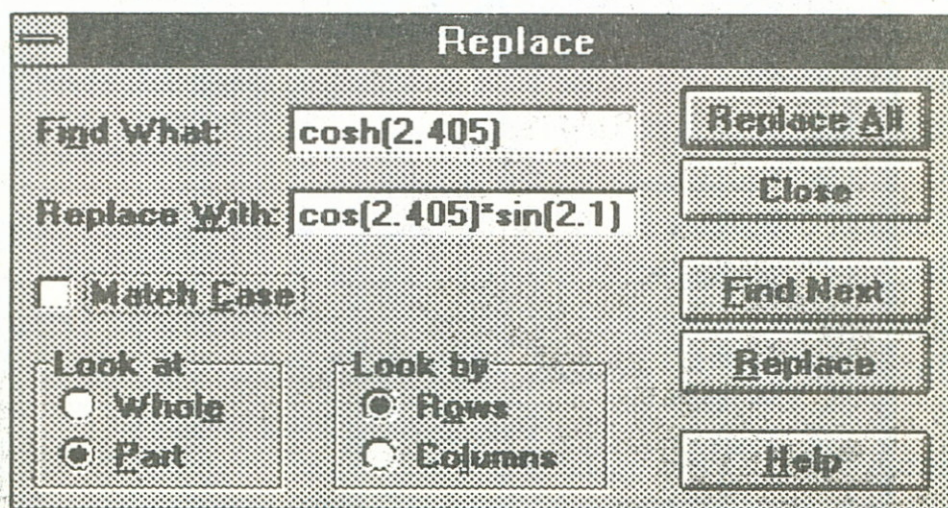 Replace
Find What: cosh(2.405)
Replace With: cos(2.405)*sin(2.1)
Match Case
Look at
Whole
Part
Look by
Rows
Columns
Replace All
Close
Find Next
Replace
Help